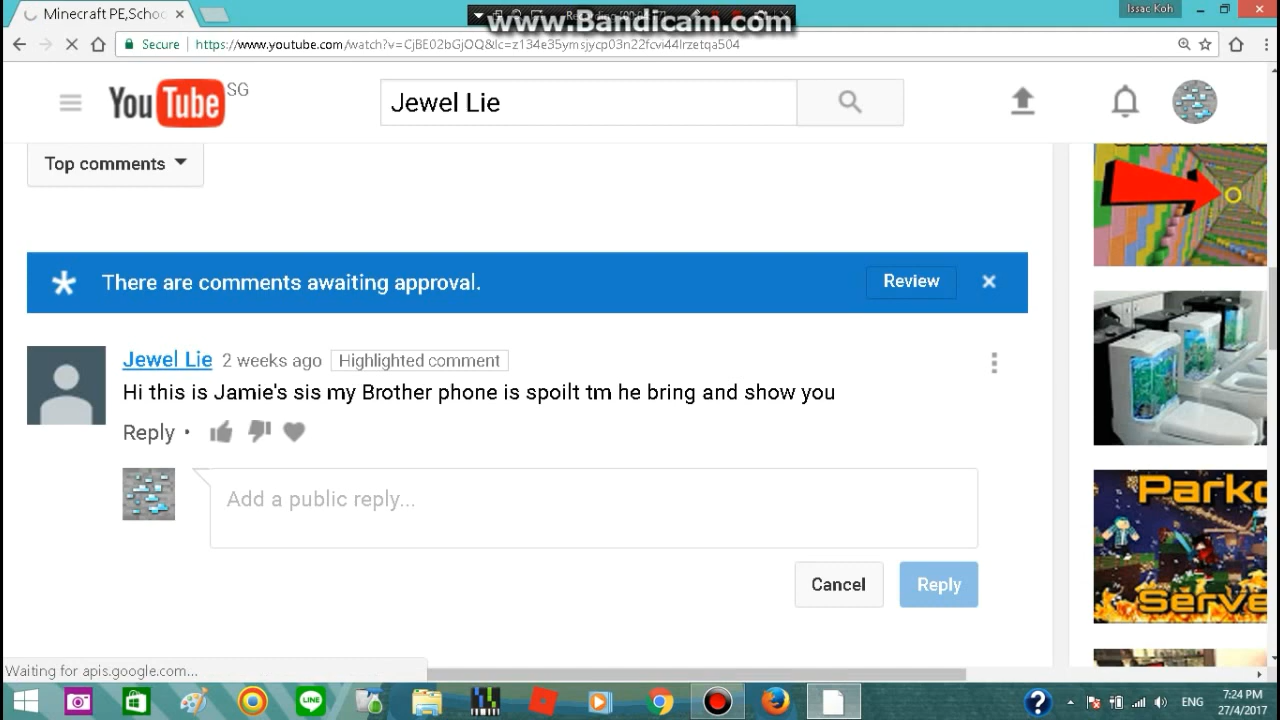 Issac Koh
Minecraft PE,Schoo
www.Bandicam.com
Secure https://www.youtube.com/watch?v=CjBE02bGjOQ&lc=z134e35ymsjycp03n22fcvi44lrzetqa504
YouTube SG
Jewel Lie
Top comments
There are comments awaiting approval.
Review
Jewel Lie 2 weeks ago Highlighted comment
Hi this is Jamie's sis my Brother phone is spoilt tm he bring and show you
Reply •
Add a public reply...
Cancel
Reply
Parko
Serve
Waiting for apis.google.com...
LINE
ENG
7:24 PM
27/4/2017